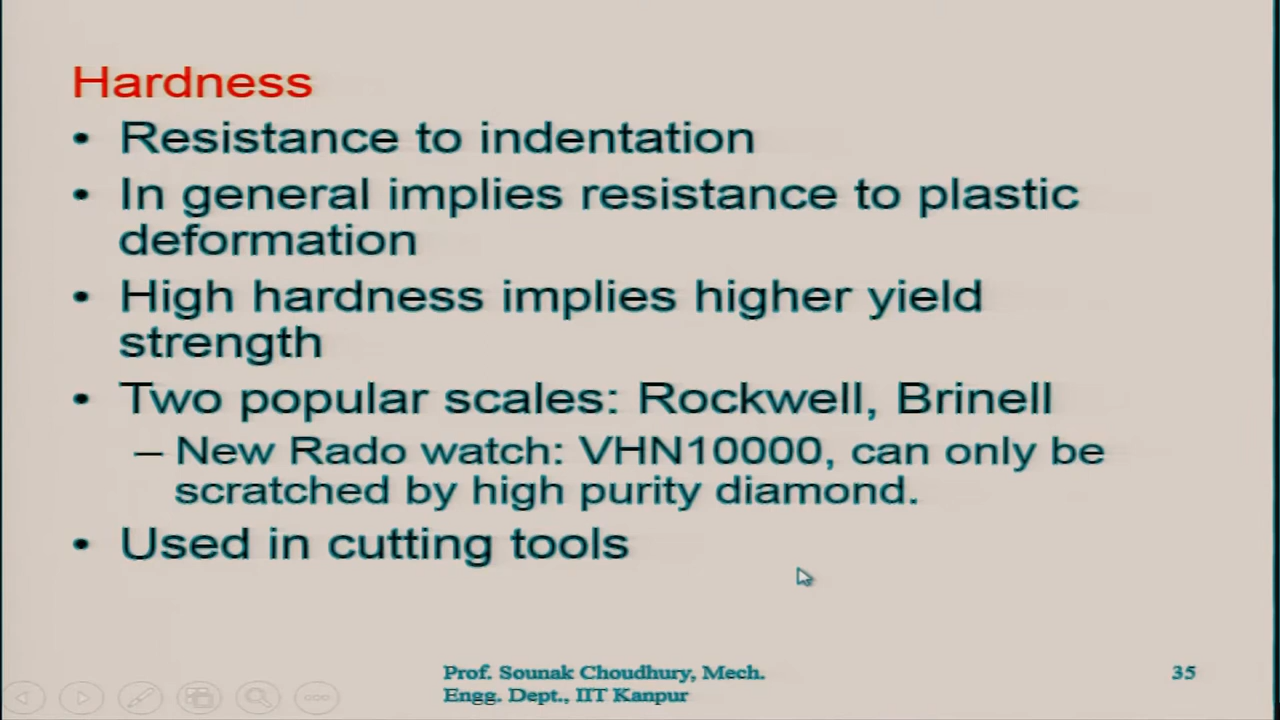 Hardness
• Resistance to indentation
• In general implies resistance to plastic
deformation
• High hardness implies higher yield
strength
• Two popular scales: Rockwell, Brinell
– New Rado watch: VHN10000, can only be
scratched by high purity diamond.
• Used in cutting tools
Prof. Sounak Choudhury, Mech.
Engg. Dept., IIT Kanpur
35